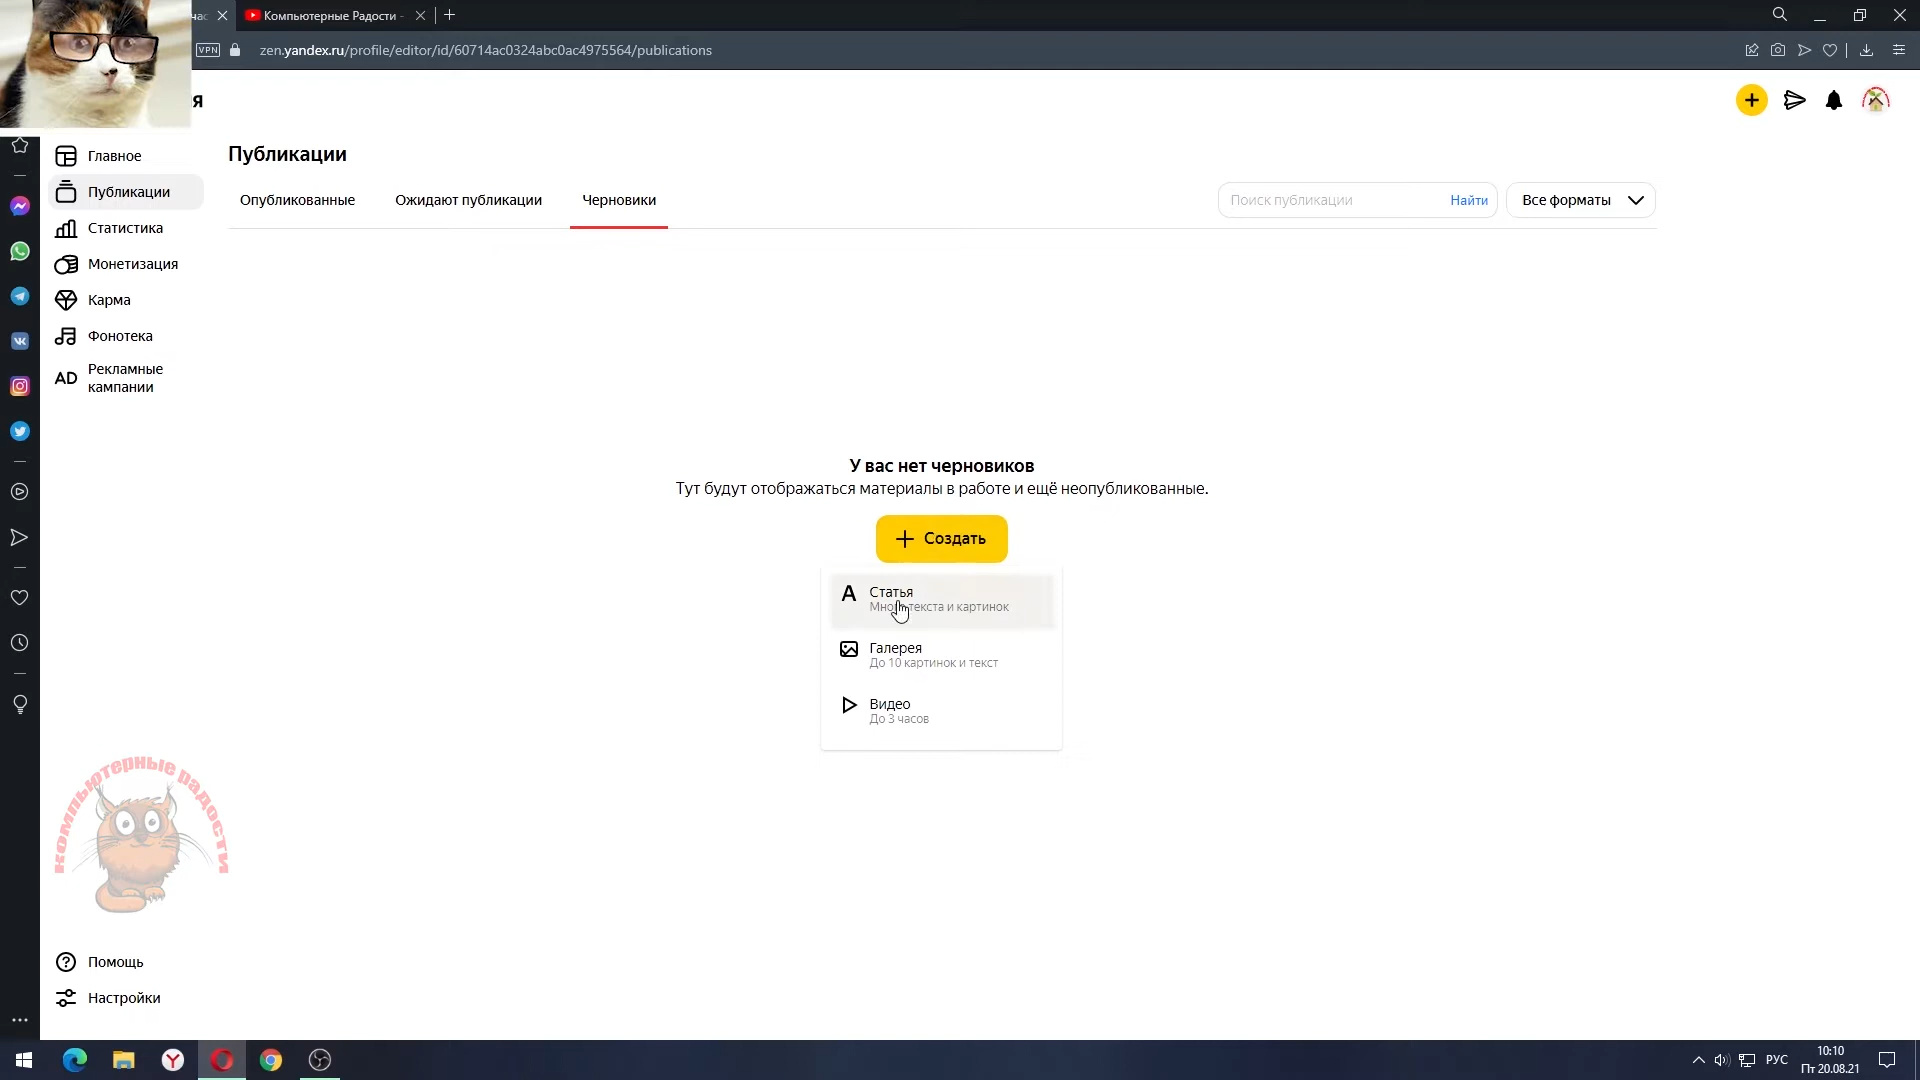 час
Компьютерные Радости -
VPN
zen.yandex.ru/profile/editor/id/60714ac0324abc0ac4975564/publications
я
Главное
Публикации
Статистика
Монетизация
Карма
Фонотека
AD Рекламные
кампании
Публикации
Опубликованные
Ожидают публикации
Черновики
Поиск публикации
Найти
Все форматы
У вас нет черновиков
Тут будут отображаться материалы в работе и ещё неопубликованные.
Создать
A Статья
текста и картинок
Галерея
До 10 картинок и текст
Видео
До 3 часов
компьютерные радости
Помощь
Настройки
РУС
10:10
Пт 20.08.21